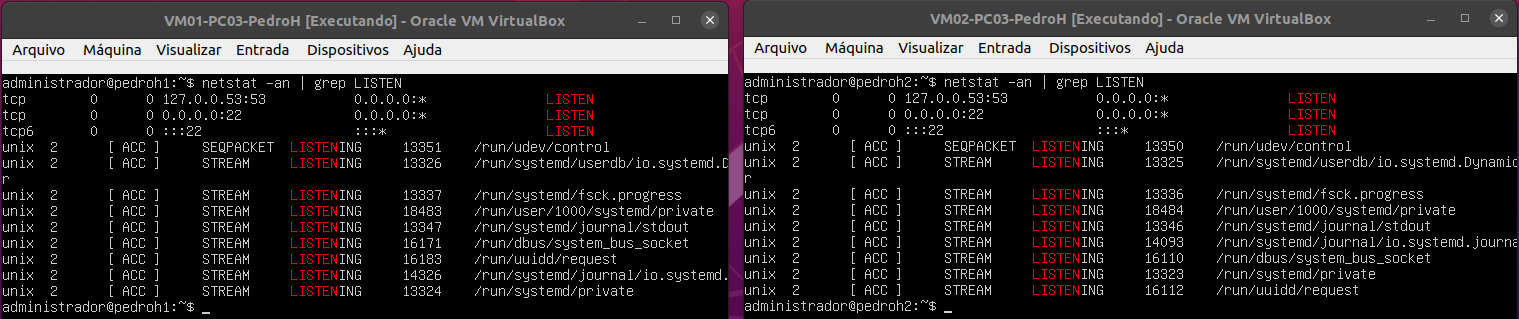 VM01-PC03-PedroH [Executando] - Oracle VM VirtualBox
Arquivo Máquina Visualizar Entrada Dispositivos Ajuda
administrador@pedroh1:~$ netstat -an | grep LISTEN
tcp 0 0 127.0.0.53:53 0.0.0.0:* LISTEN
tcp 0 0 0.0.0.0:22 0.0.0.0:* LISTEN
tcp6 0 0 :::22 :::* LISTEN
unix 2 [ ACC ] SEQPACKET LISTENING 13351 /run/udev/control
unix 2 [ ACC ] STREAM LISTENING 13326 /run/systemd/userdb/io.systemd.D
r
unix 2 [ ACC ] STREAM LISTENING 13337 /run/systemd/fsck.progress
unix 2 [ ACC ] STREAM LISTENING 18483 /run/user/1000/systemd/private
unix 2 [ ACC ] STREAM LISTENING 13347 /run/systemd/journal/stdout
unix 2 [ ACC ] STREAM LISTENING 16171 /run/dbus/system_bus_socket
unix 2 [ ACC ] STREAM LISTENING 16183 /run/uuidd/request
unix 2 [ ACC ] STREAM LISTENING 14326 /run/systemd/journal/io.systemd.
unix 2 [ ACC ] STREAM LISTENING 13324 /run/systemd/private
administrador@pedroh1:~$ _
VM02-PC03-PedroH [Executando] - Oracle VM VirtualBox
Arquivo Máquina Visualizar Entrada Dispositivos Ajuda
administrador@pedroh2:~$ netstat -an | grep LISTEN
tcp 0 0 127.0.0.53:53 0.0.0.0:* LISTEN
tcp 0 0 0.0.0.0:22 0.0.0.0:* LISTEN
tcp6 0 0 :::22 :::* LISTEN
unix 2 [ ACC ] SEQPACKET LISTENING 13350 /run/udev/control
unix 2 [ ACC ] STREAM LISTENING 13325 /run/systemd/userdb/io.systemd.Dynamic
r
unix 2 [ ACC ] STREAM LISTENING 13336 /run/systemd/fsck.progress
unix 2 [ ACC ] STREAM LISTENING 18484 /run/user/1000/systemd/private
unix 2 [ ACC ] STREAM LISTENING 13346 /run/systemd/journal/stdout
unix 2 [ ACC ] STREAM LISTENING 14093 /run/systemd/journal/io.systemd.journa
unix 2 [ ACC ] STREAM LISTENING 16110 /run/dbus/system_bus_socket
unix 2 [ ACC ] STREAM LISTENING 13323 /run/systemd/private
unix 2 [ ACC ] STREAM LISTENING 16112 /run/uuidd/request
administrador@pedroh2:~$ _